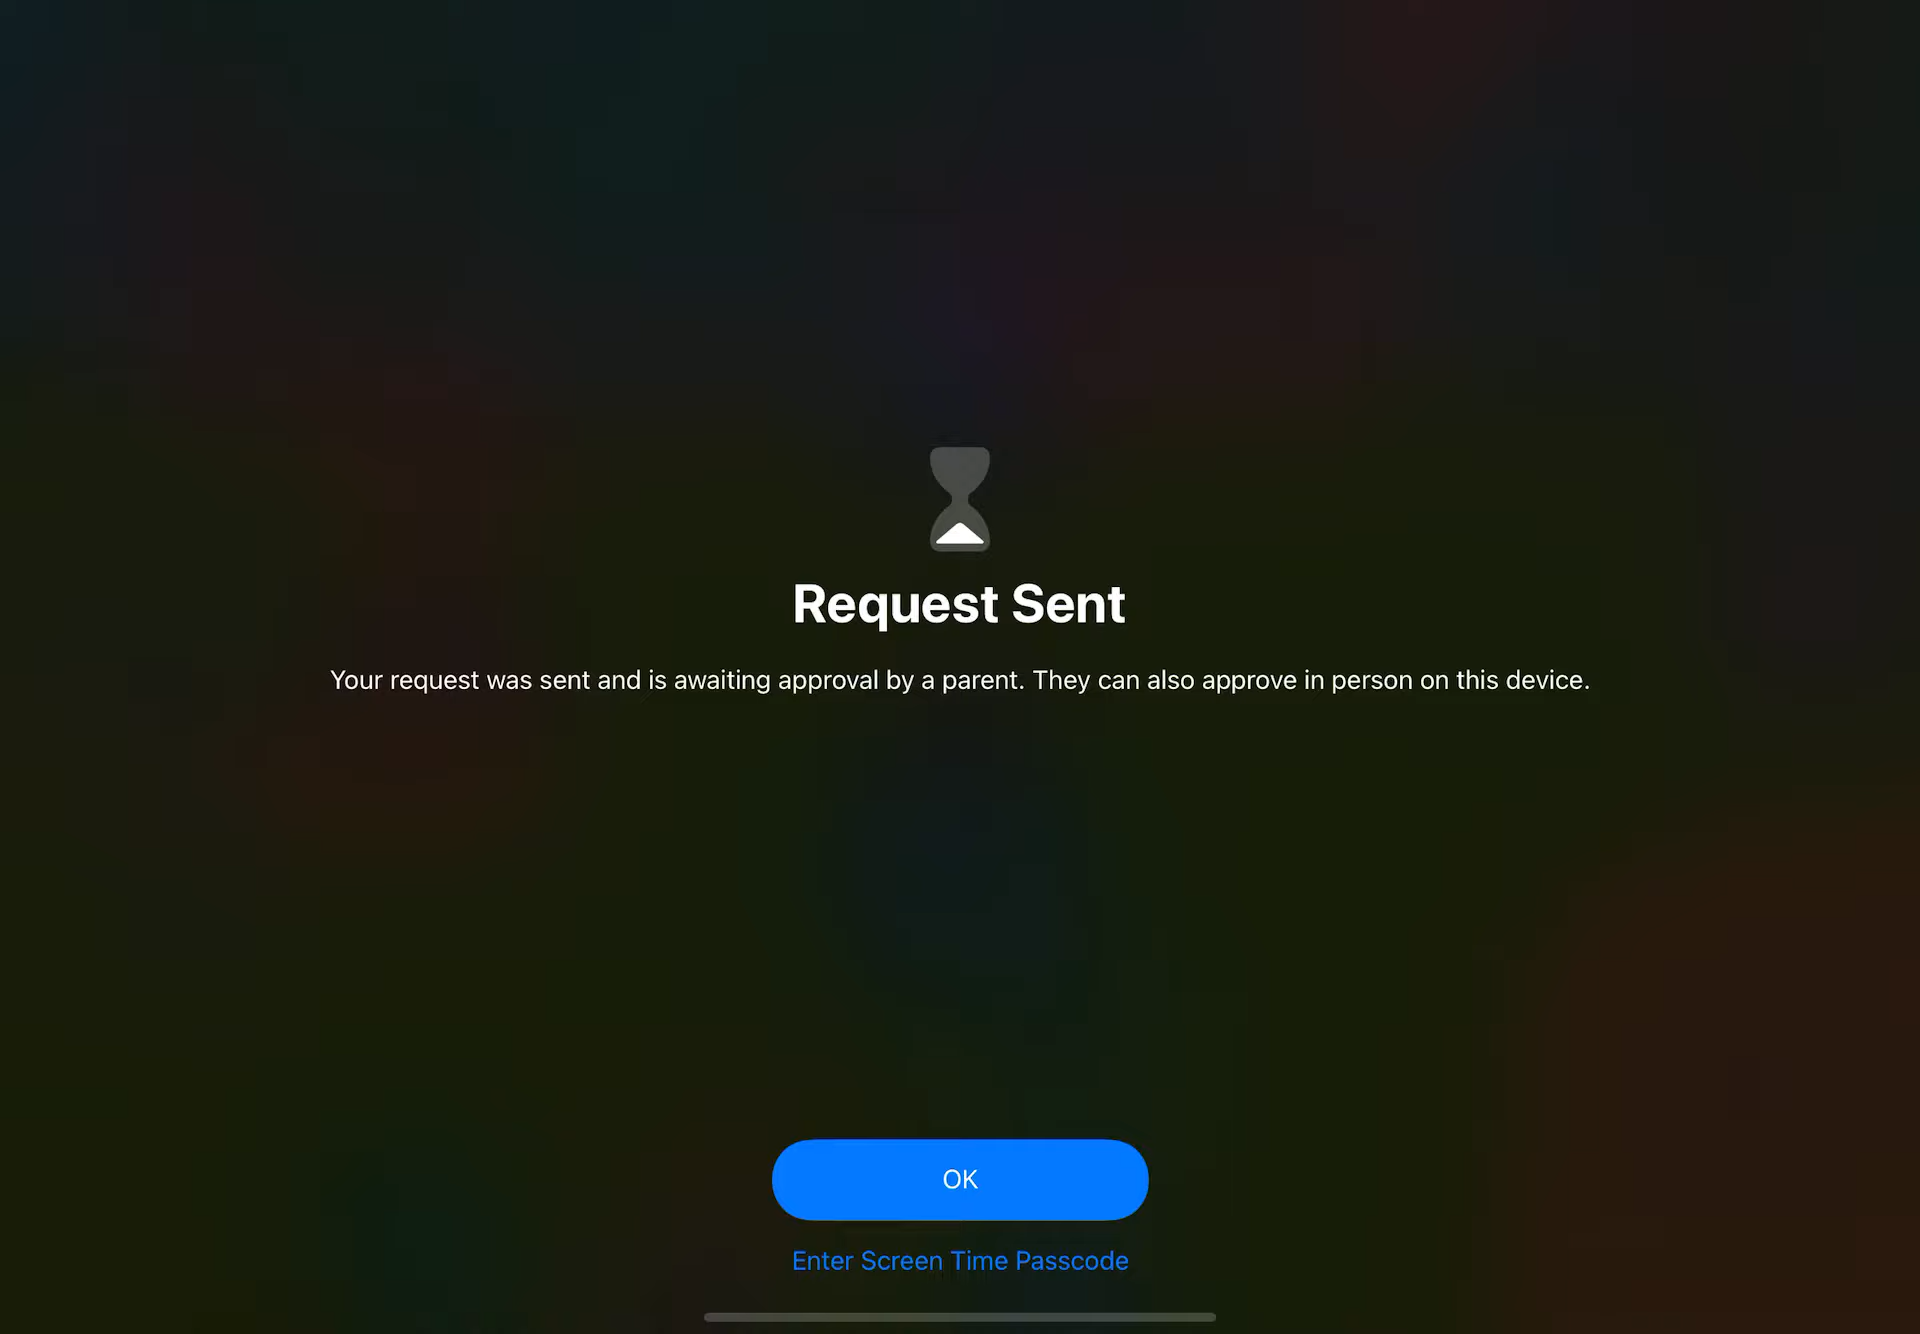 Request Sent
Your request was sent and is awaiting approval by a parent. They can also approve in person on this device.
OK
Enter Screen Time Passcode